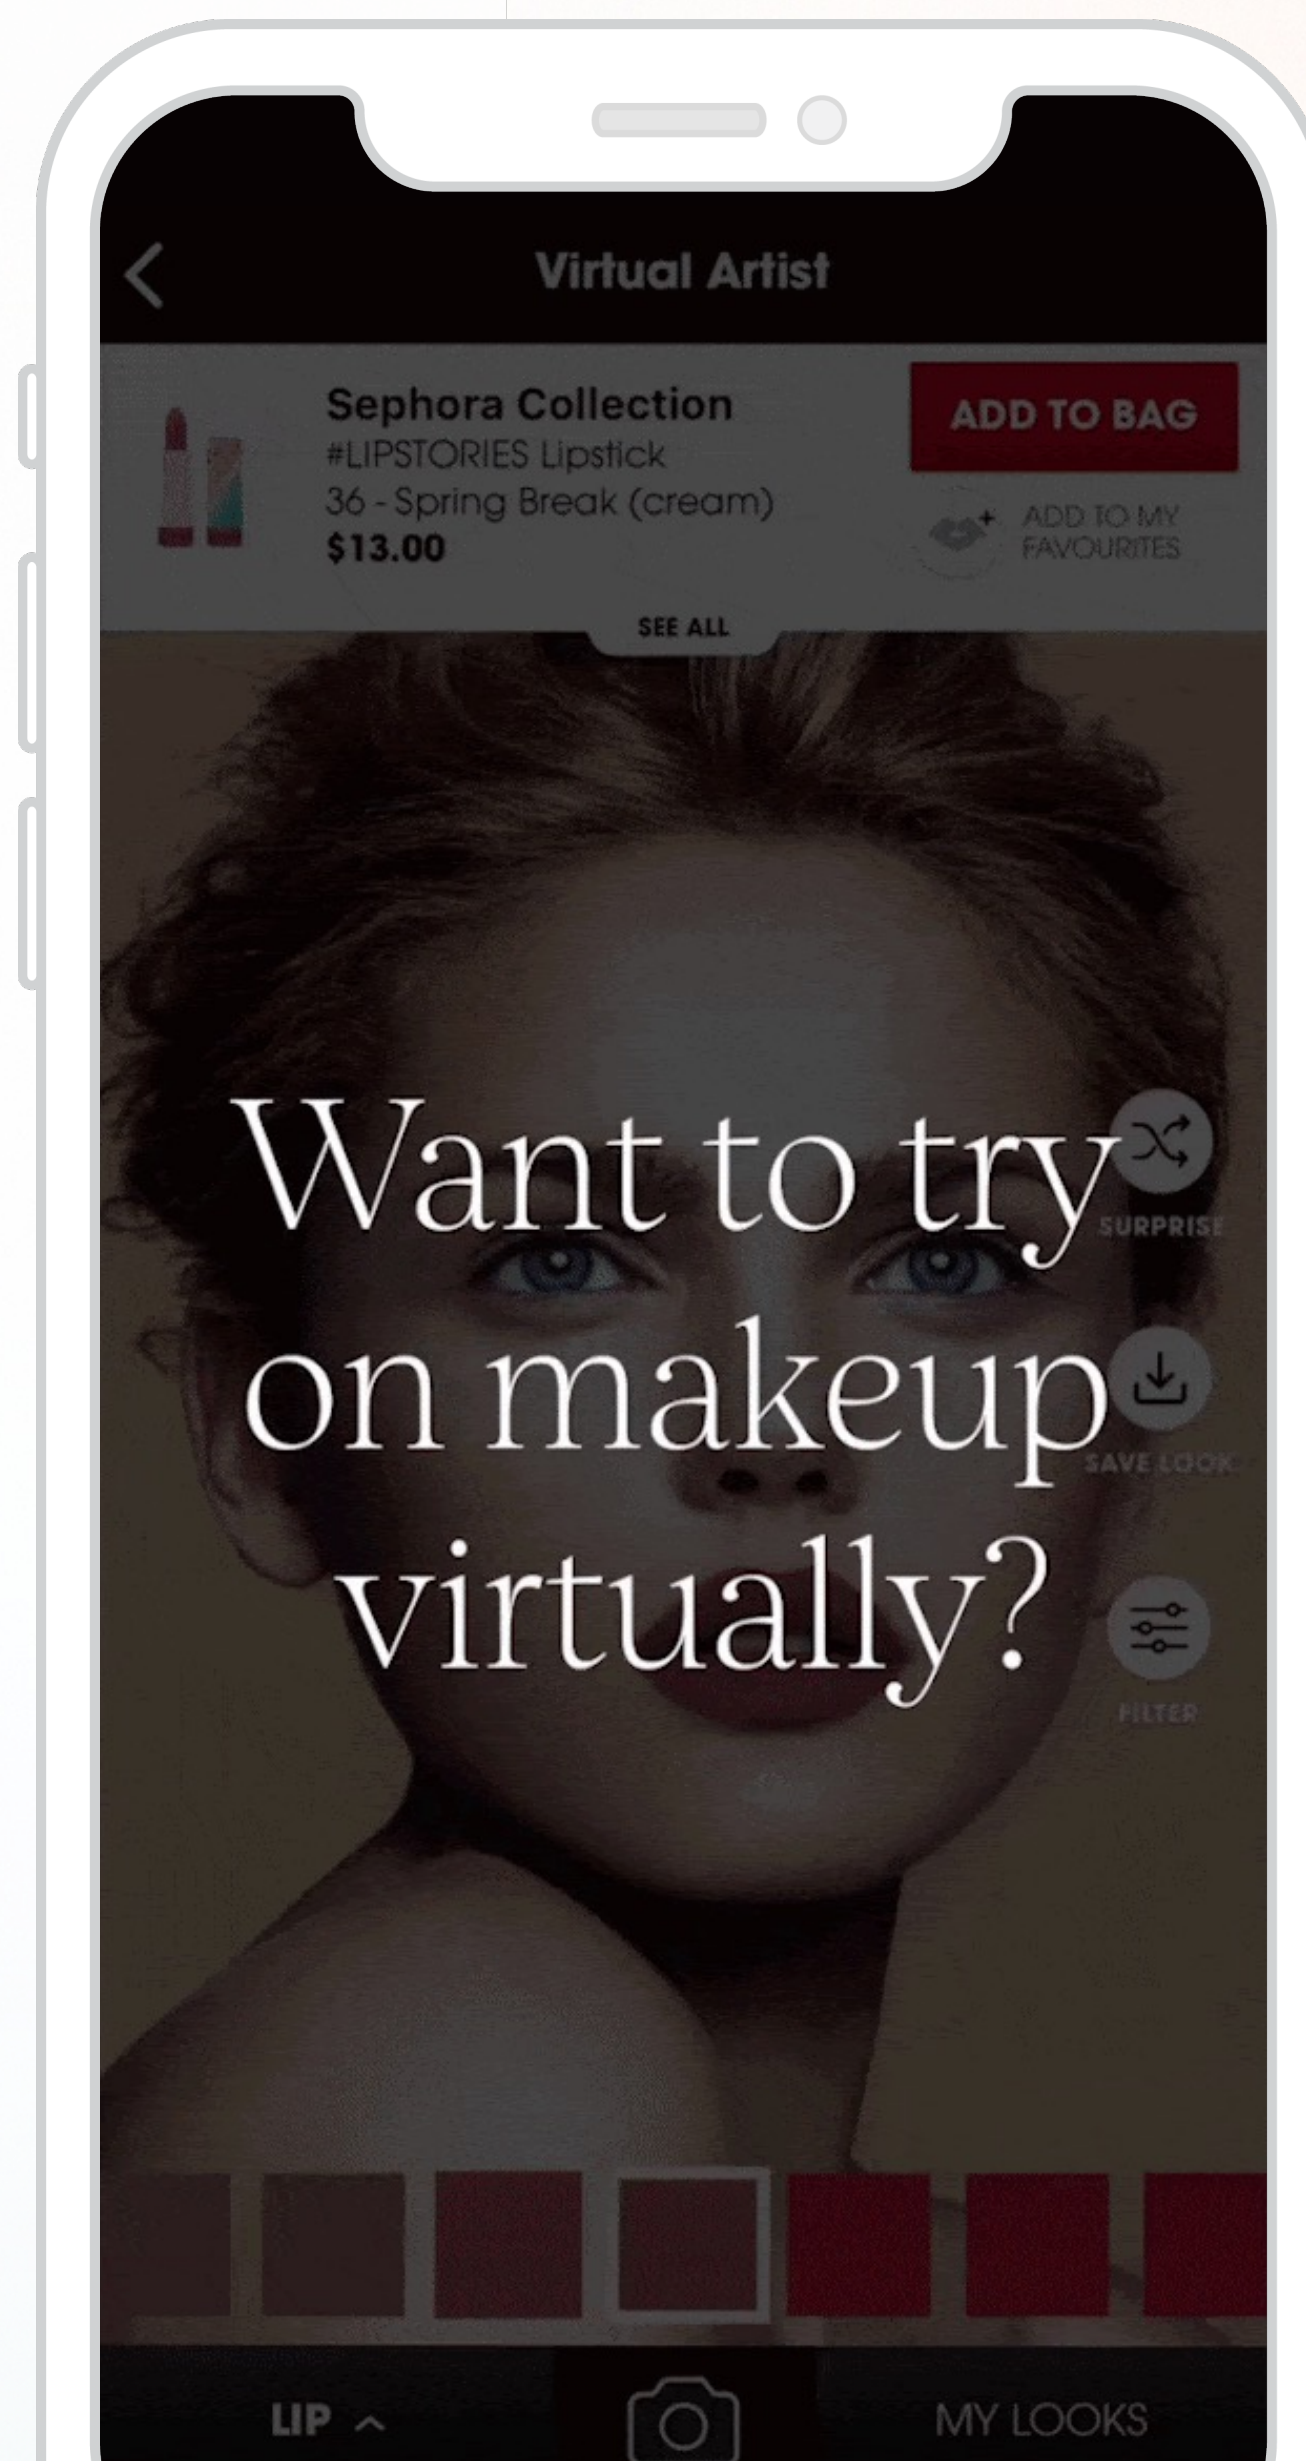 Virtual Artist
Sephora Collection
#LIPSTORIES Lipstick
36 - Spring Break (cream)
$13.00
ADD TO BAG
ADD TO MY
FAVOURITES
SEE ALL
Want to try
SURPRISE
on makeup
SAVE LOOK
virtually?
FILTER
LIP
MY LOOKS